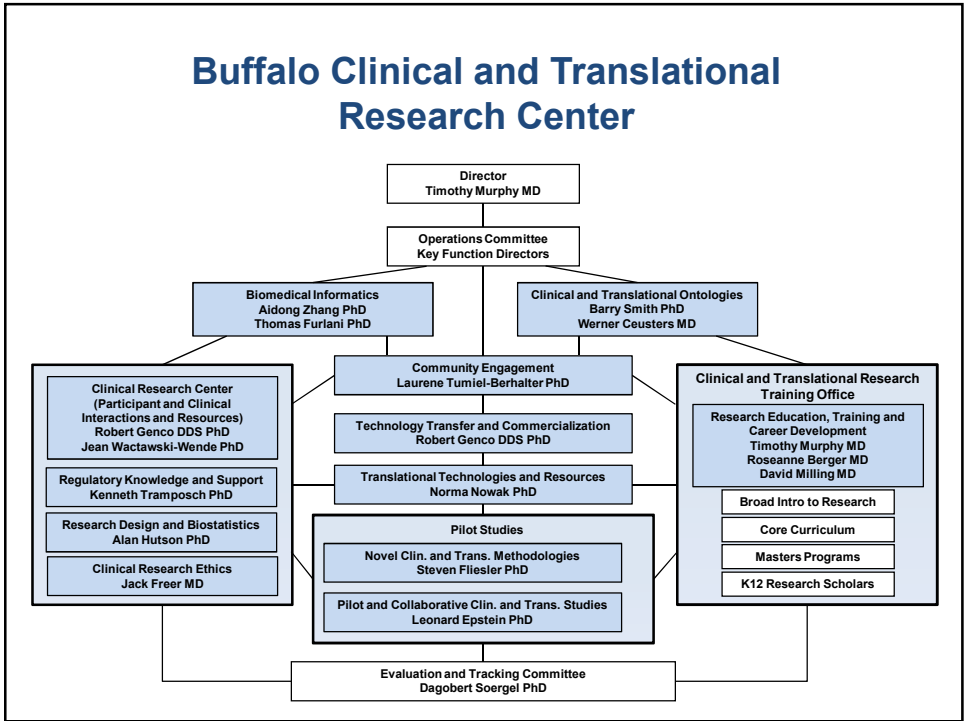 Buffalo Clinical and Translational
Research Center
Director
Timothy Murphy MD
Operations Committee
Key Function Directors
Biomedical Informatics
Aidong Zhang PhD
Thomas Furlani PhD
Clinical and Translational Ontologies
Barry Smith PhD
Werner Ceusters MD
Community Engagement
Laurene Tumiel-Berhalter PhD
Technology Transfer and Commercialization
Robert Genco DDS PhD
Translational Technologies and Resources
Norma Nowak PhD
Clinical Research Center
(Participant and Clinical
Interactions and Resources)
Robert Genco DDS PhD
Jean Wactawski-Wende PhD
Regulatory Knowledge and Support
Kenneth Tramposch PhD
Research Design and Biostatistics
Alan Hutson PhD
Clinical Research Ethics
Jack Freer MD
Pilot Studies
Novel Clin. and Trans. Methodologies
Steven Fliesler PhD
Pilot and Collaborative Clin. and Trans. Studies
Leonard Epstein PhD
Clinical and Translational Research
Training Office
Research Education, Training and
Career Development
Timothy Murphy MD
Roseanne Berger MD
David Milling MD
Broad Intro to Research
Core Curriculum
Masters Programs
K12 Research Scholars
Evaluation and Tracking Committee
Dagobert Soergel PhD